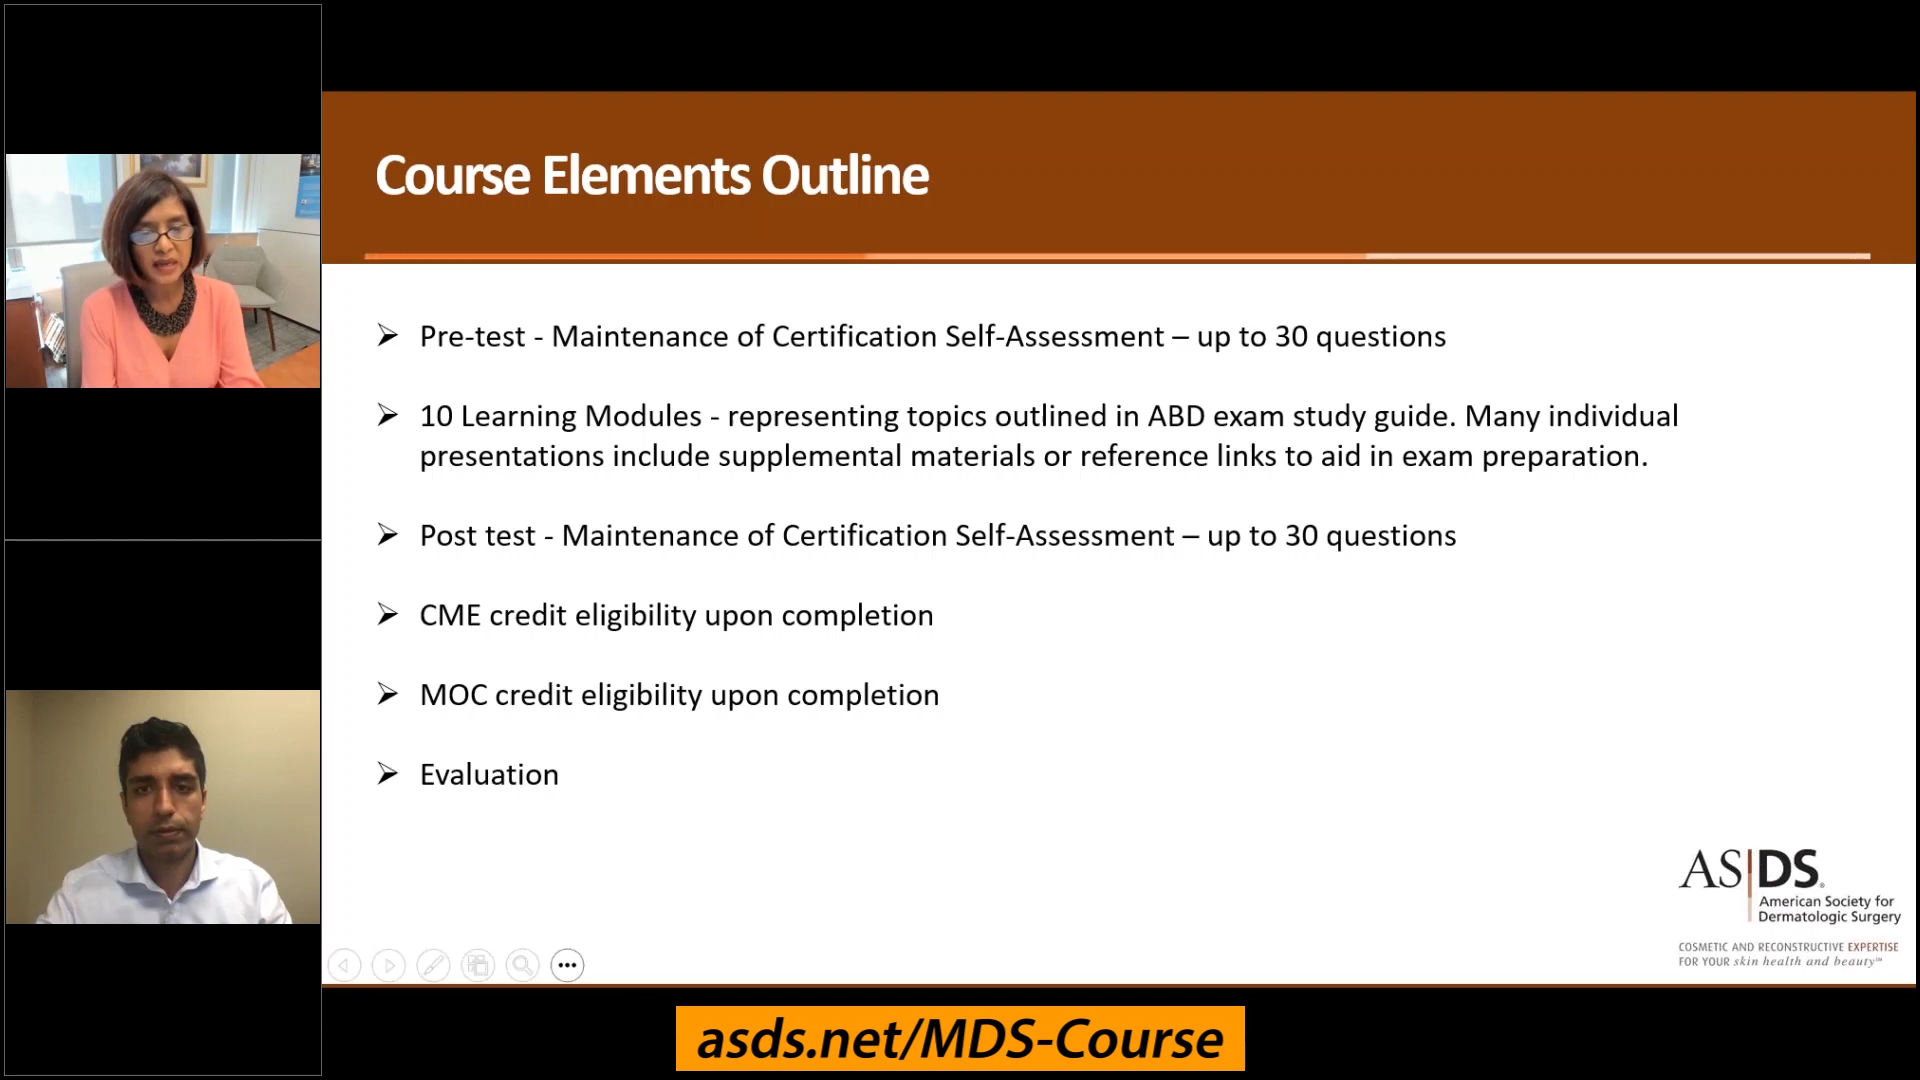 Course Elements Outline
➢ Pre-test - Maintenance of Certification Self-Assessment – up to 30 questions
➢ 10 Learning Modules - representing topics outlined in ABD exam study guide. Many individual
presentations include supplemental materials or reference links to aid in exam preparation.
➢ Post test - Maintenance of Certification Self-Assessment – up to 30 questions
➢ CME credit eligibility upon completion
➢ MOC credit eligibility upon completion
➢ Evaluation
AS|DS®
American Society for
Dermatologic Surgery
COSMETIC AND RECONSTRUCTIVE EXPERTISE
FOR YOUR skin health and beauty℠
asds.net/MDS-Course